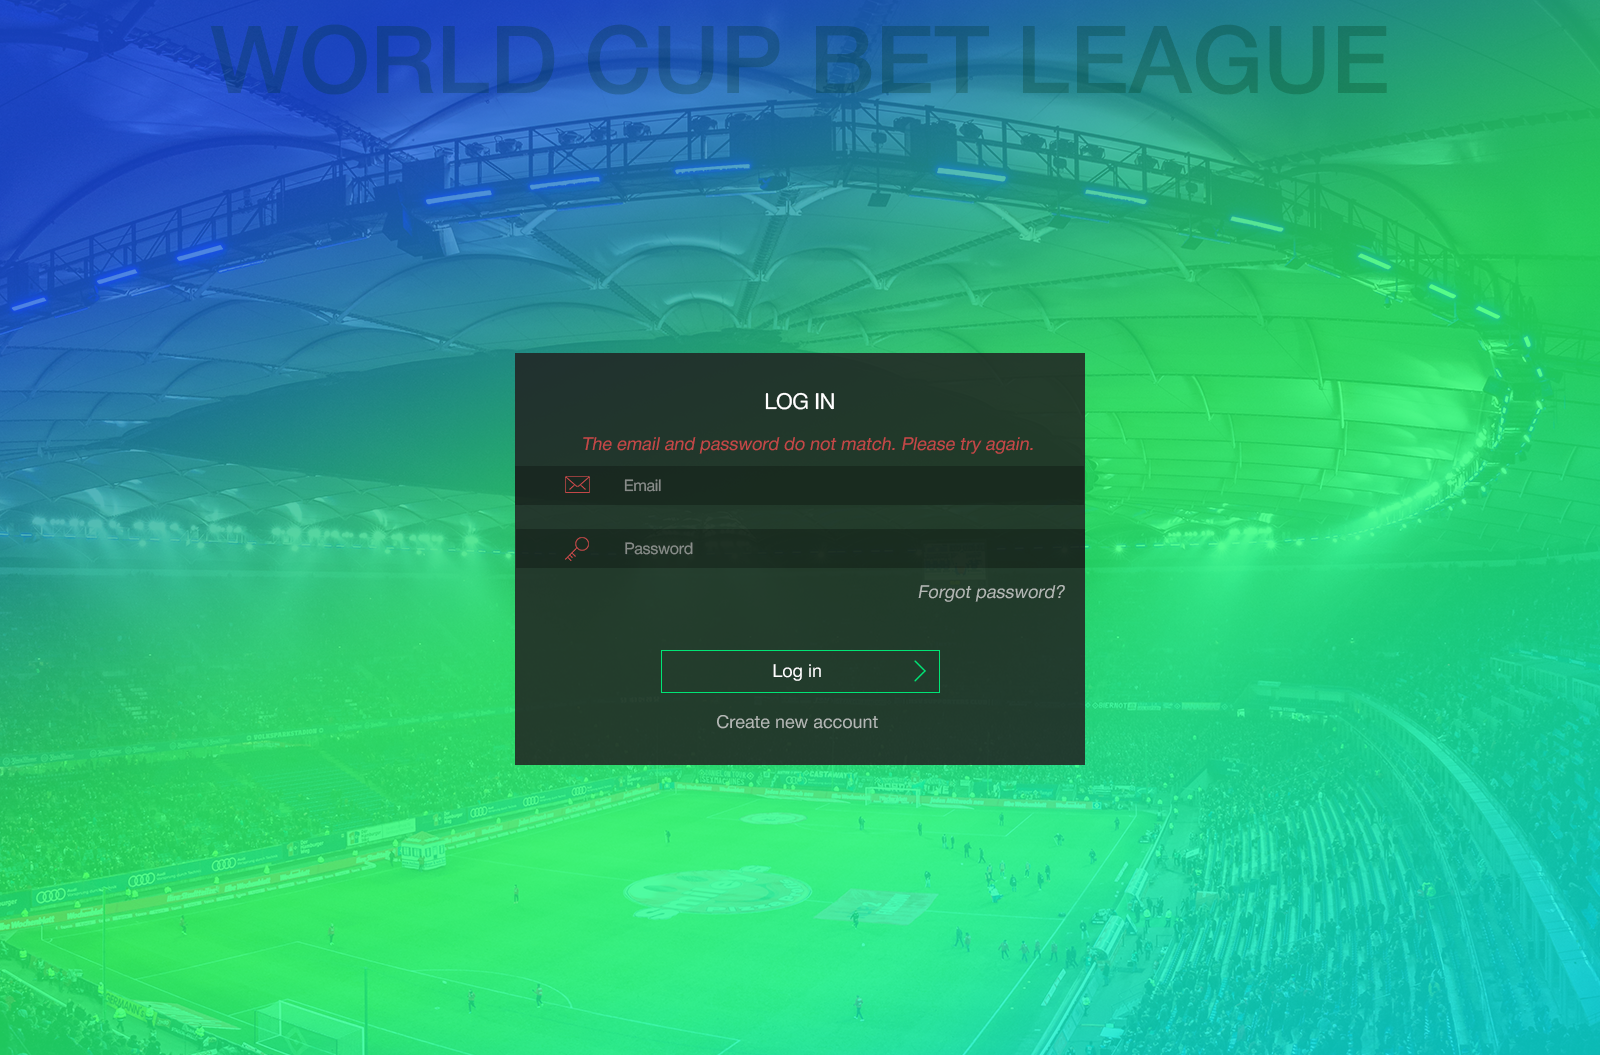 WORLD CUP BET LEAGUE
LOG IN
The email and password do not match. Please try again.
Email
Password
Forgot password?
Log in
Create new account